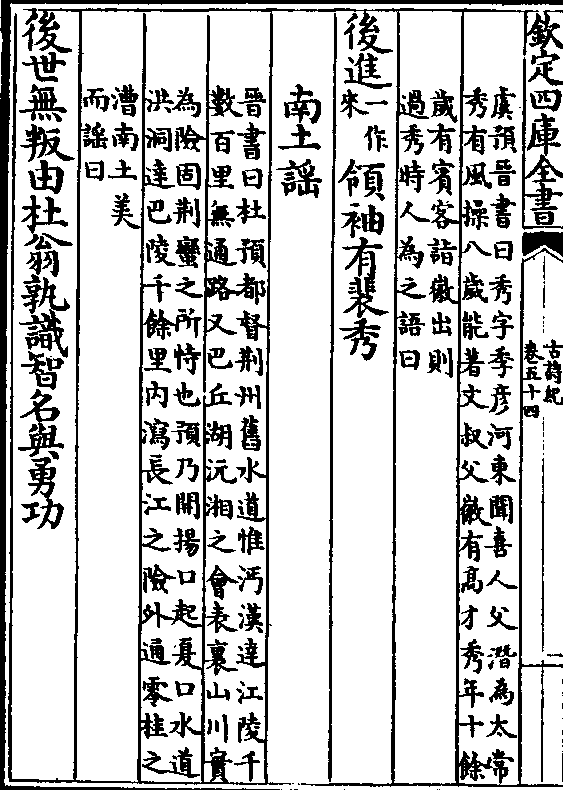 欽定四庫全書
古詩紀
卷五十四
二
虞預晉書曰秀字季彦河東聞喜人父潛為太常
秀有風操八歲能著文叔父徽有髙才秀年十餘
歲有賓客詣徽出則
過秀時人為之語曰
後進一作來領袖有裴秀
南土謡
晉書曰杜預都督荆州舊水道惟沔漢達江陵千
數百里無通路又巴丘湖沅湘之會表裏山川實
為險固荆蠻之所恃也預乃開揚口起夏口水道
洪洞達巴陵千餘里内瀉長江之險外通零桂之
漕南土美
而謡曰
後世無叛由杜翁孰識智名與勇功